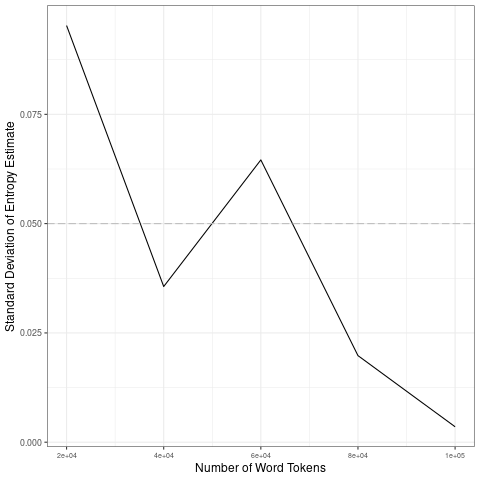 Standard Deviation of Entropy Estimate
0.075
0.050
0.025
0.000
2e+04 4e+04 6e+04 8e+04 1e+05
Number of Word Tokens